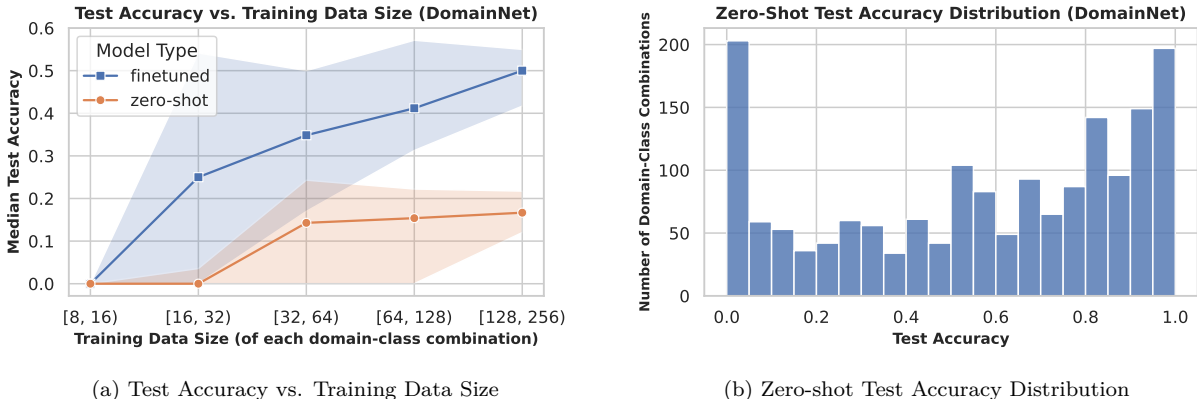 Test Accuracy vs. Training Data Size (DomainNet)
0.6
0.5
0.4
0.3
0.2
0.1
0.0
Median Test Accuracy
Model Type
finetuned
zero-shot
[8, 16)
[16, 32)
[32, 64)
[64, 128)
[128, 256)
Training Data Size (of each domain-class combination)
(a) Test Accuracy vs. Training Data Size
Zero-Shot Test Accuracy Distribution (DomainNet)
200
150
100
50
0
Number of Domain-Class Combinations
0.0
0.2
0.4
0.6
0.8
1.0
Test Accuracy
(b) Zero-shot Test Accuracy Distribution